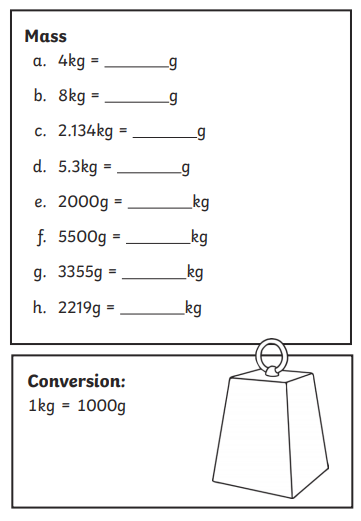 Mass
a. 4kg = ________g
b. 8kg = ________g
c. 2.134kg = ________g
d. 5.3kg = ________g
e. 2000g = ________kg
f. 5500g = ________kg
g. 3355g = ________kg
h. 2219g = ________kg
Conversion:
1kg = 1000g